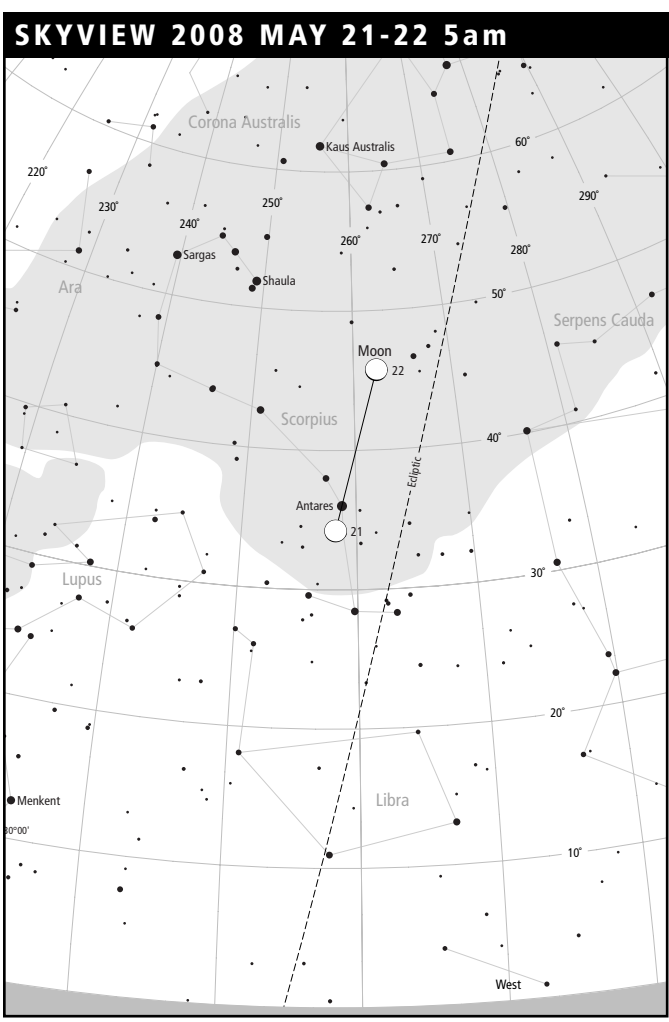 SKYVIEW 2008 MAY 21-22 5am
Corona Australis
Kaus Australis
60°
220°
290°
230°
250°
240°
260°
270°
280°
Sargas
Shaula
Ara
50°
Serpens Cauda
Moon
22
Scorpius
40°
Ecliptic
Antares
21
30°
Lupus
20°
Libra
Menkent
30°00'
10°
West